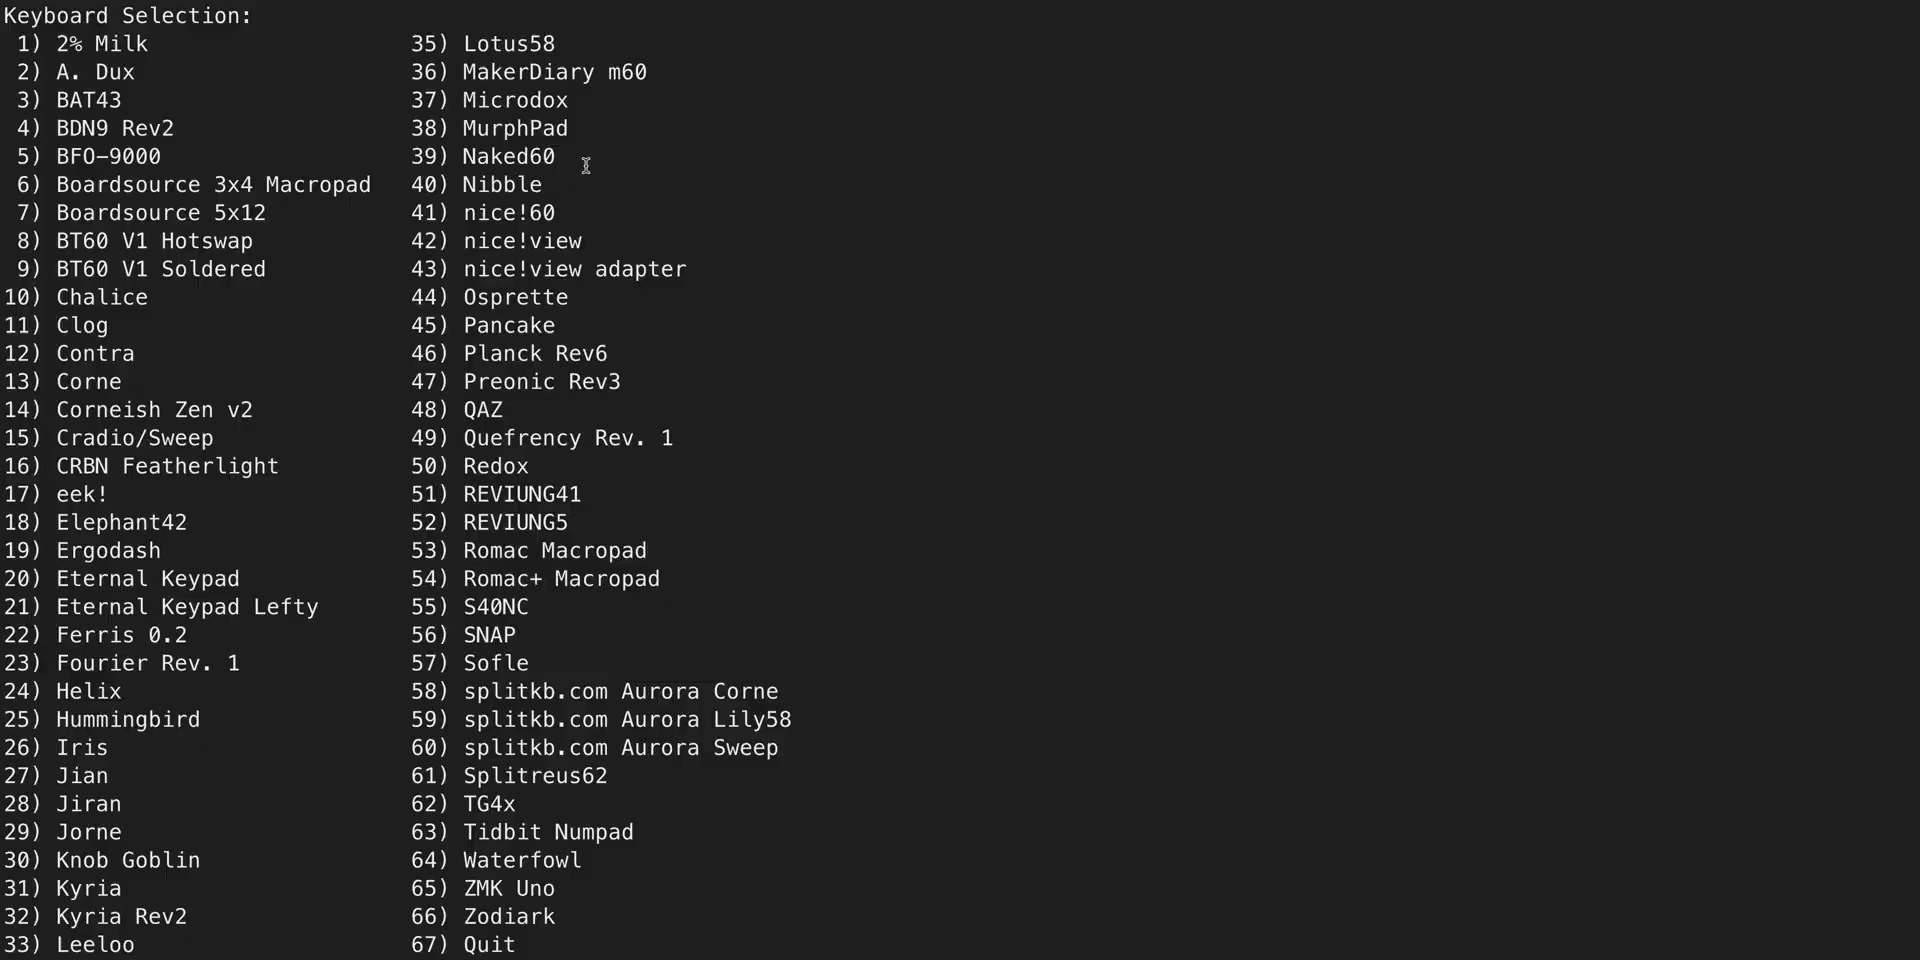 Keyboard Selection:
 1) 2% Milk                    35) Lotus58
 2) A. Dux                     36) MakerDiary m60
 3) BAT43                      37) Microdox
 4) BDN9 Rev2                  38) MurphPad
 5) BFO–9000                   39) Naked60
 6) Boardsource 3x4 Macropad   40) Nibble
 7) Boardsource 5x12           41) nice!60
 8) BT60 V1 Hotswap            42) nice!view
 9) BT60 V1 Soldered           43) nice!view adapter
10) Chalice                    44) Osprette
11) Clog                       45) Pancake
12) Contra                     46) Planck Rev6
13) Corne                      47) Preonic Rev3
14) Corneish Zen v2            48) QAZ
15) Cradio/Sweep               49) Quefrency Rev. 1
16) CRBN Featherlight          50) Redox
17) eek!                       51) REVIUNG41
18) Elephant42                 52) REVIUNG5
19) Ergodash                   53) Romac Macropad
20) Eternal Keypad             54) Romac+ Macropad
21) Eternal Keypad Lefty       55) S40NC
22) Ferris 0.2                 56) SNAP
23) Fourier Rev. 1             57) Sofle
24) Helix                      58) splitkb.com Aurora Corne
25) Hummingbird                59) splitkb.com Aurora Lily58
26) Iris                       60) splitkb.com Aurora Sweep
27) Jian                       61) Splitreus62
28) Jiran                      62) TG4x
29) Jorne                      63) Tidbit Numpad
30) Knob Goblin                64) Waterfowl
31) Kyria                      65) ZMK Uno
32) Kyria Rev2                 66) Zodiark
33) Leeloo                     67) Quit